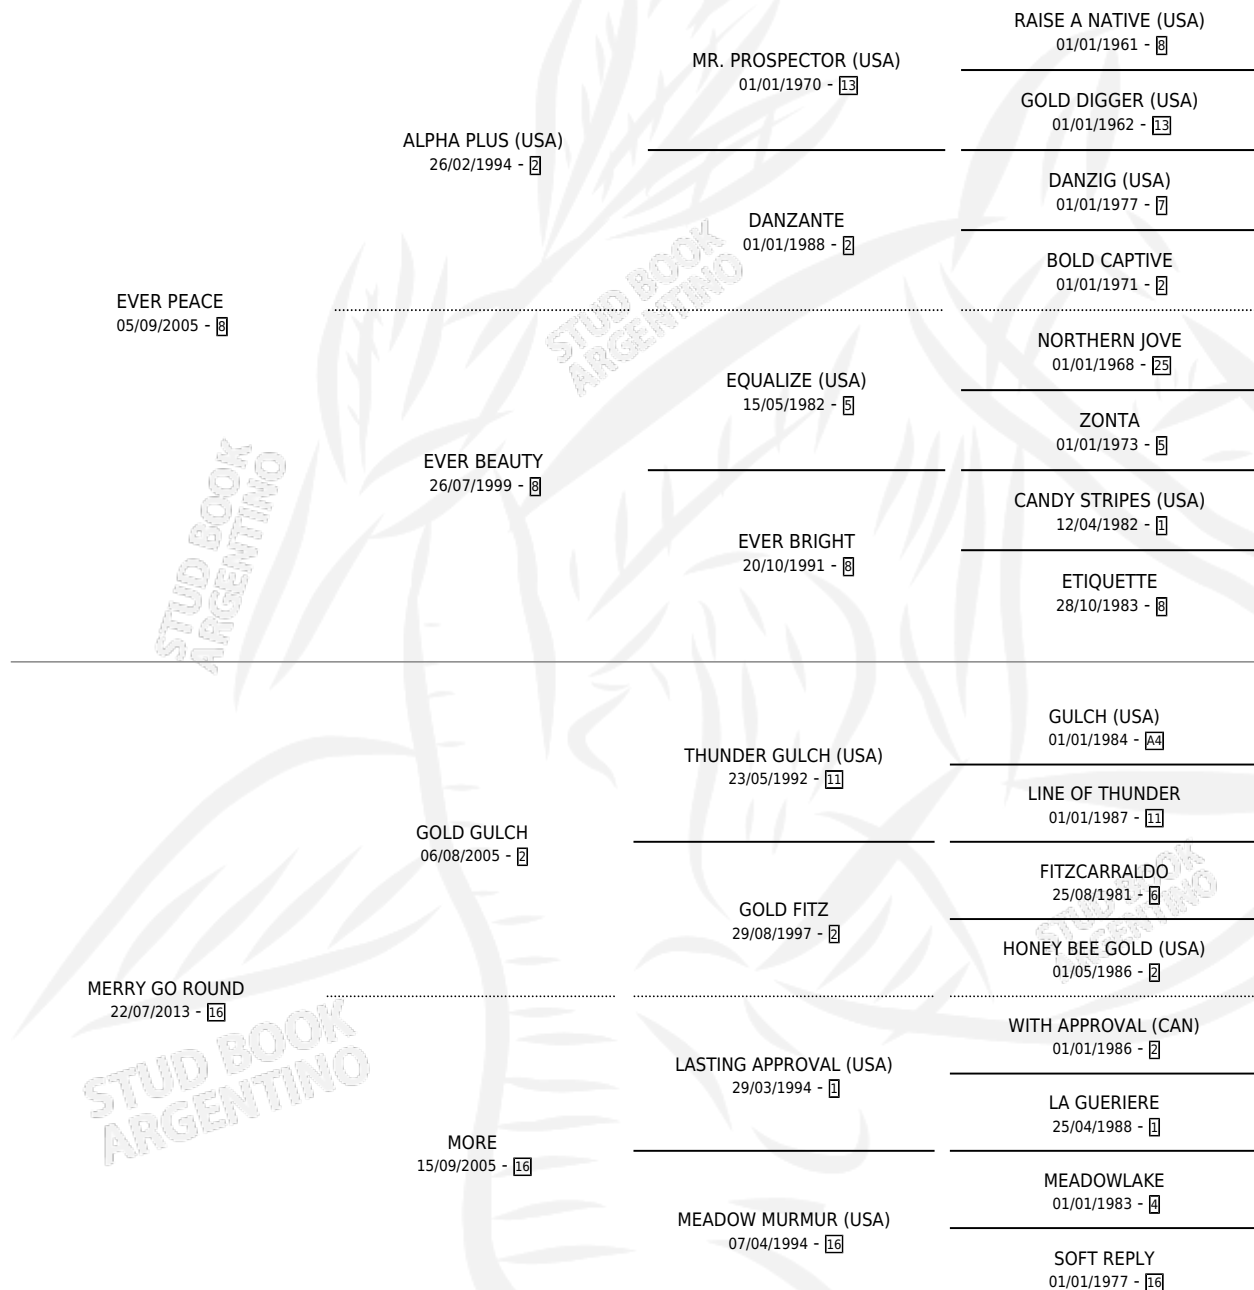 RAISE A NATIVE (USA)
01/01/1961 - 8
MR. PROSPECTOR (USA)
01/01/1970 - 13
GOLD DIGGER (USA)
01/01/1962 - 13
ALPHA PLUS (USA)
26/02/1994 - 2
DANZIG (USA)
01/01/1977 - 7
DANZANTE
01/01/1988 - 2
BOLD CAPTIVE
01/01/1971 - 2
EVER PEACE
05/09/2005 - 8
STUD BOOK
ARGENTINO
NORTHERN JOVE
01/01/1968 - 25
EQUALIZE (USA)
15/05/1982 - 5
ZONTA
01/01/1973 - 5
EVER BEAUTY
26/07/1999 - 8
CANDY STRIPES (USA)
12/04/1982 - 1
EVER BRIGHT
20/10/1991 - 8
ETIQUETTE
28/10/1983 - 8
STUD BOOK
ARGENTINO
GULCH (USA)
01/01/1984 - A4
THUNDER GULCH (USA)
23/05/1992 - 11
LINE OF THUNDER
01/01/1987 - 11
GOLD GULCH
06/08/2005 - 2
FITZCARRALDO
25/08/1981 - 6
GOLD FITZ
29/08/1997 - 2
STUD BOOK
ARGENTINO
HONEY BEE GOLD (USA)
01/05/1986 - 2
MERRY GO ROUND
22/07/2013 - 16
WITH APPROVAL (CAN)
01/01/1986 - 2
LASTING APPROVAL (USA)
29/03/1994 - 1
STUD BOOK
ARGENTINO
LA GUERIERE
25/04/1988 - 1
MORE
15/09/2005 - 16
MEADOWLAKE
01/01/1983 - 4
MEADOW MURMUR (USA)
07/04/1994 - 16
SOFT REPLY
01/01/1977 - 16